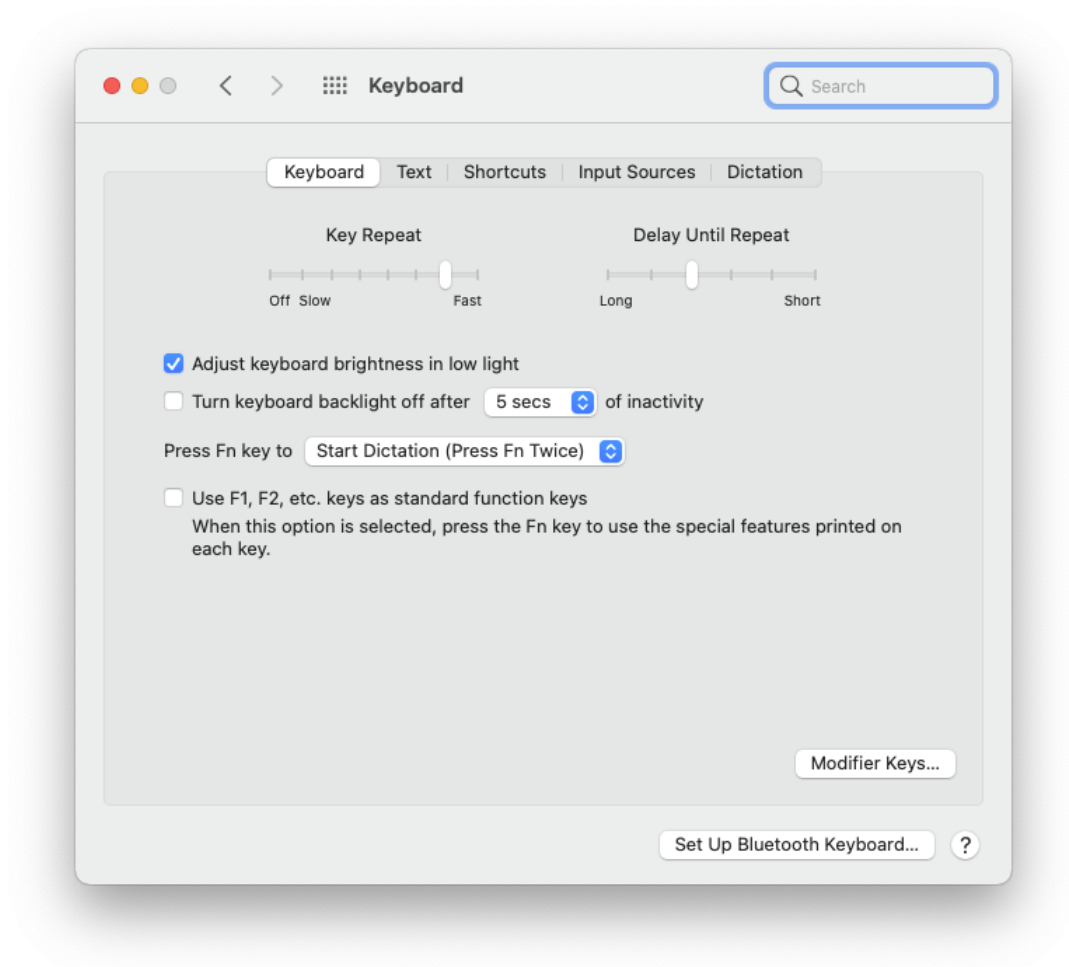 Keyboard
Search
Keyboard Text Shortcuts Input Sources Dictation
Key Repeat Delay Until Repeat
Off Slow Fast Long Short
Adjust keyboard brightness in low light
Turn keyboard backlight off after 5 secs of inactivity
Press Fn key to Start Dictation (Press Fn Twice)
Use F1, F2, etc. keys as standard function keys
When this option is selected, press the Fn key to use the special features printed on
each key.
Modifier Keys...
Set Up Bluetooth Keyboard... ?